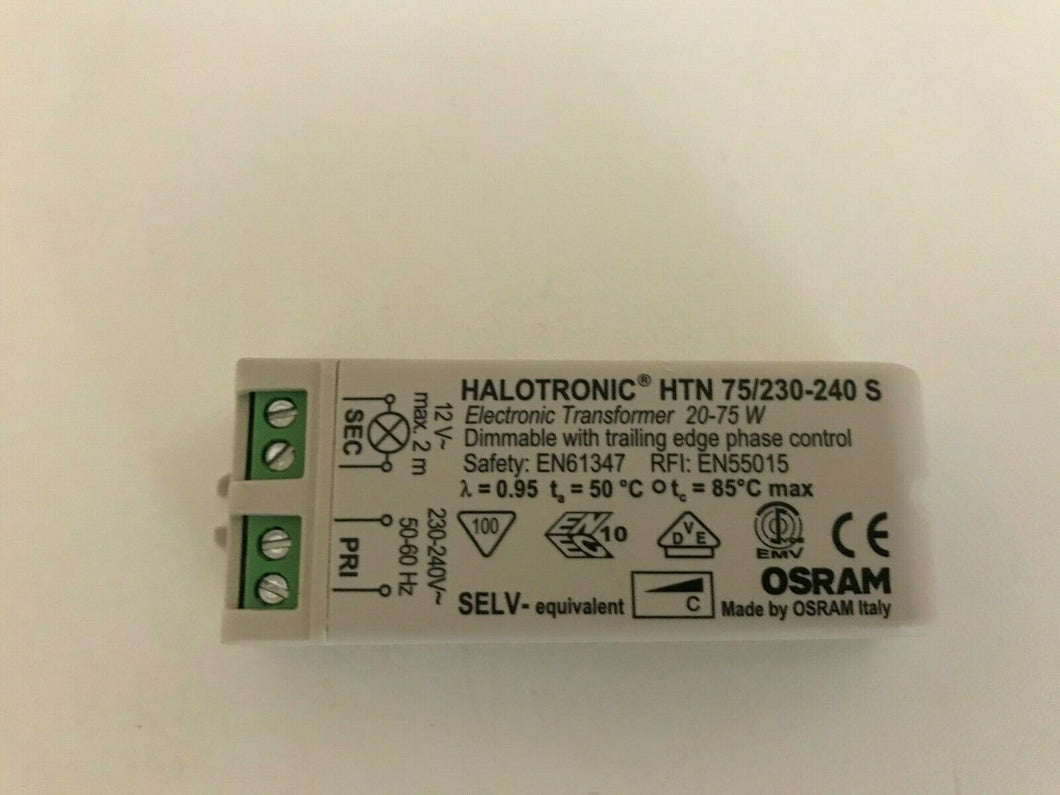 HALOTRONIC® HTN 75/230-240 S
Electronic Transformer 20-75 W
Dimmable with trailing edge phase control
Safety: EN61347 RFI: EN55015
λ = 0.95 ta = 50 °C tc = 85°C max
12 V~
max. 2 m
SEC
230-240V~
50-60 Hz
PRI
100
ENEC 10
VDE
EMV
CE
SELV- equivalent
C
OSRAM
Made by OSRAM Italy